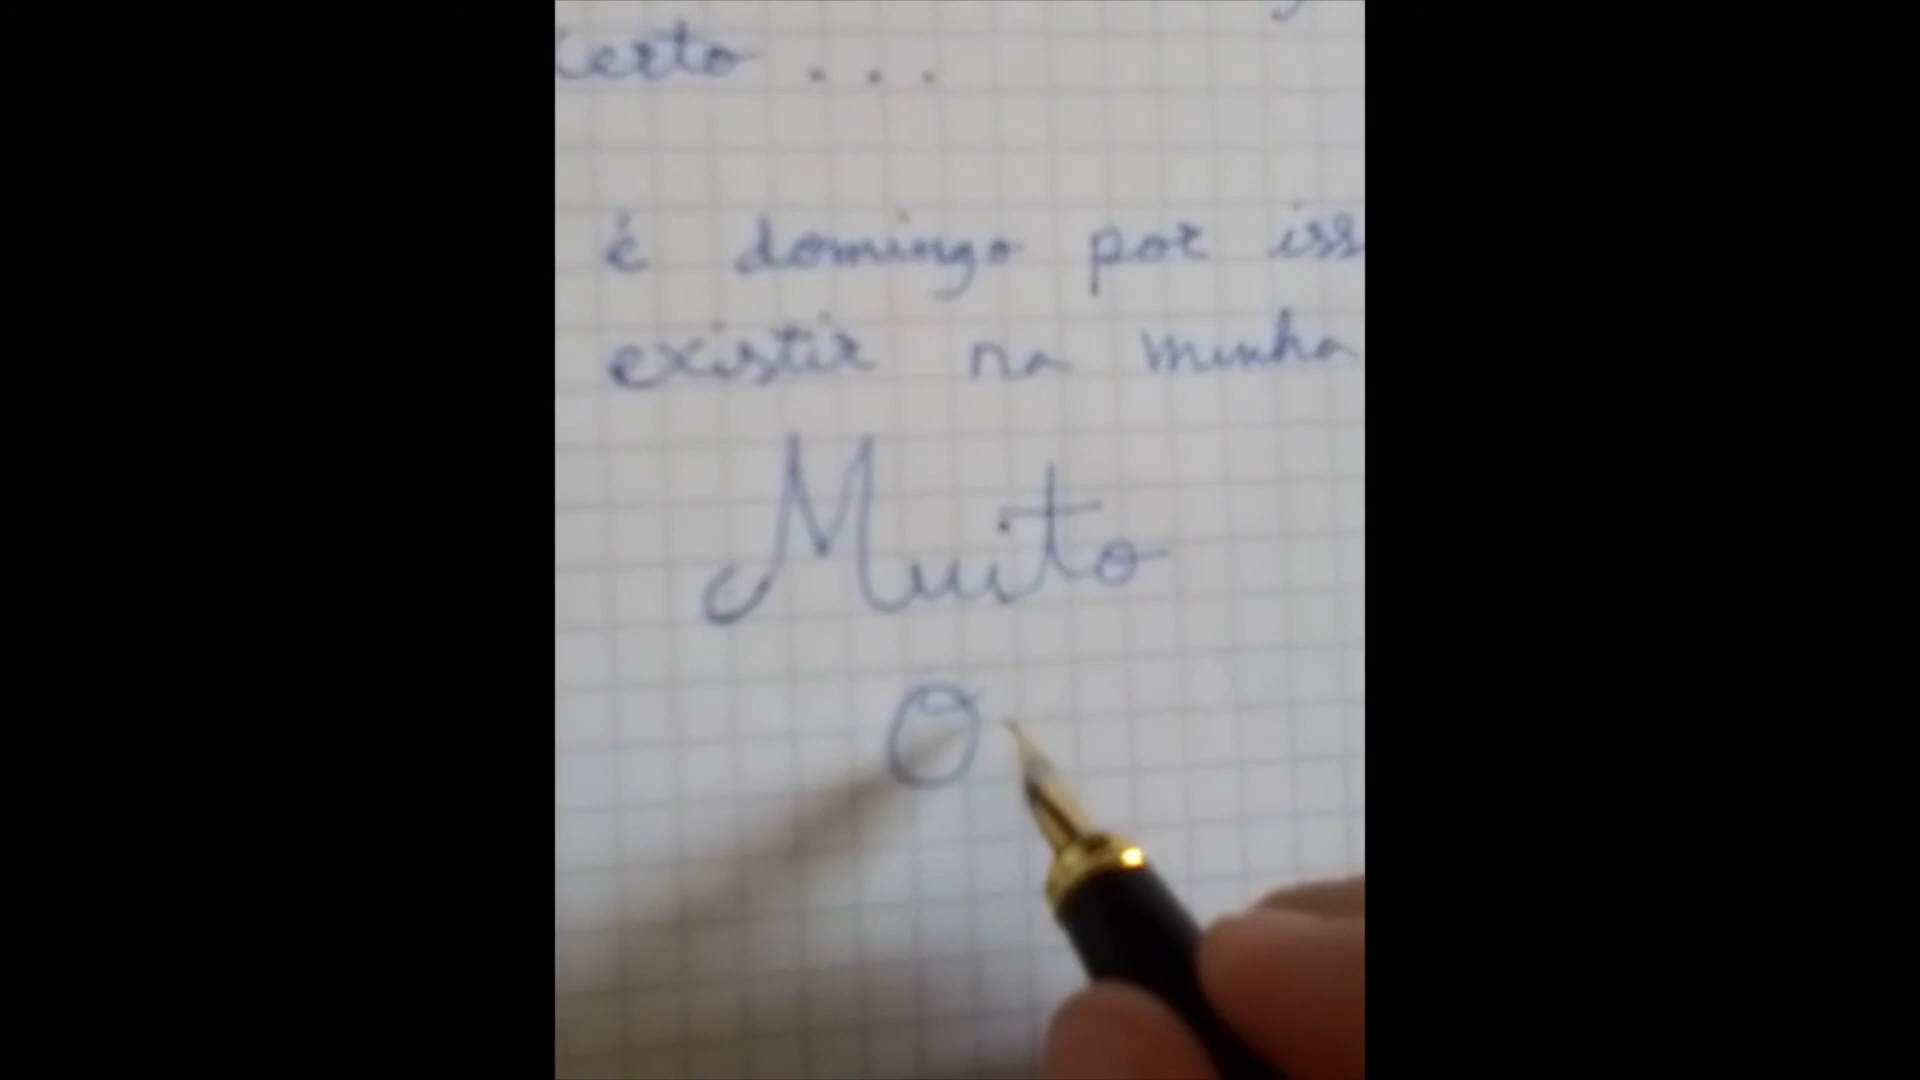 certo ...
é domingo por iss
existir na minha
Muito
O